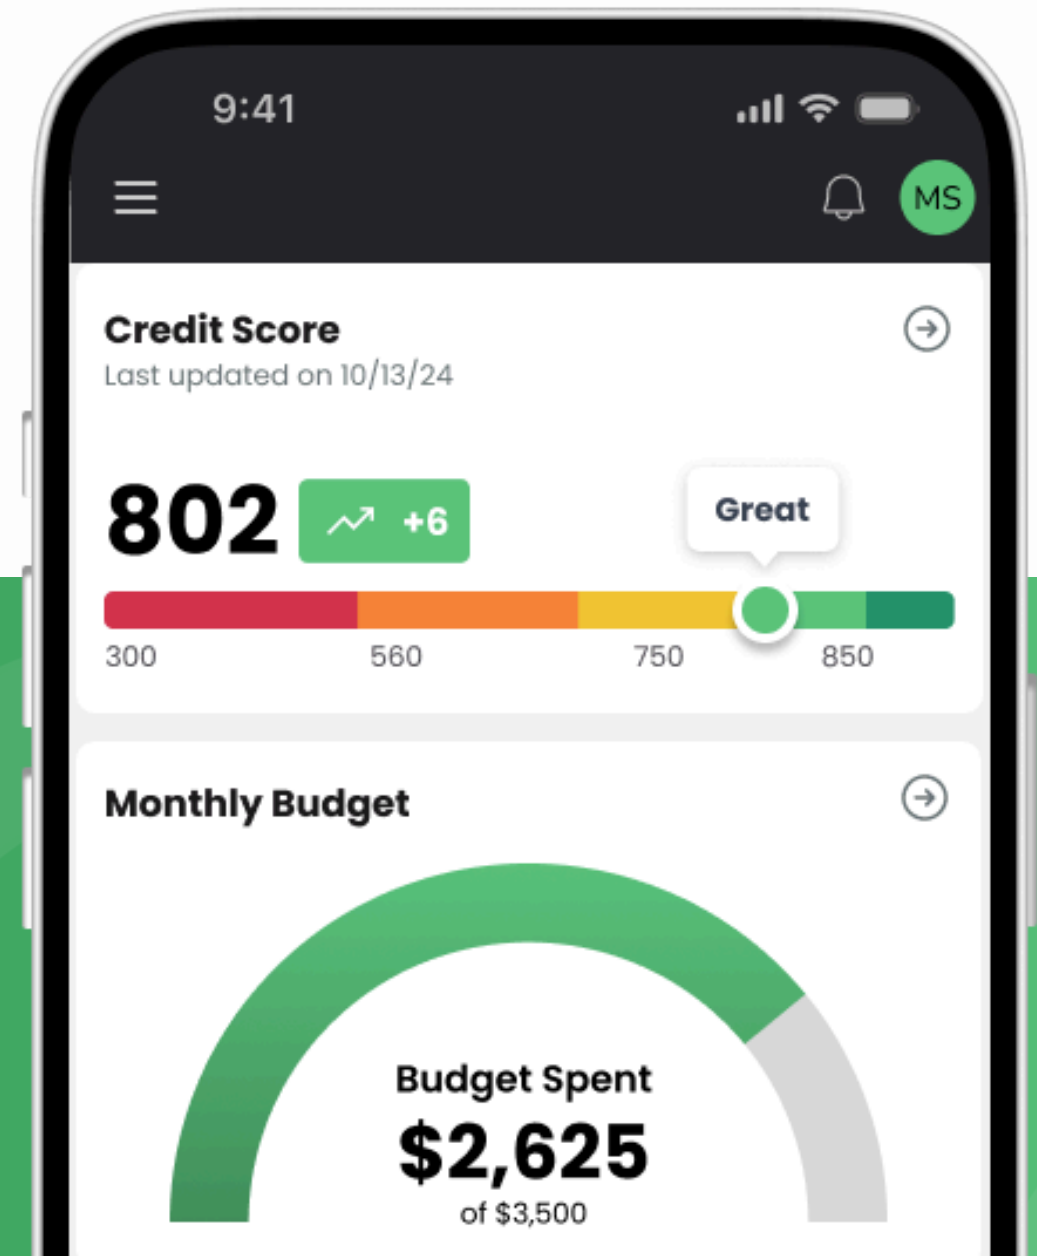 9:41
MS
Credit Score
Last updated on 10/13/24
802 +6
Great
300 560 750 850
Monthly Budget
Budget Spent
$2,625
of $3,500